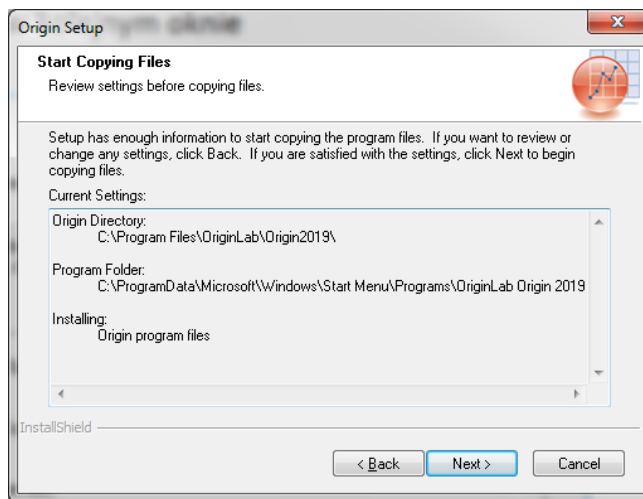 oknie
Origin Setup
Start Copying Files
Review settings before copying files.
Setup has enough information to start copying the program files. If you want to review or
change any settings, click Back. If you are satisfied with the settings, click Next to begin
copying files.
Current Settings:
Origin Directory:
C:\Program Files\OriginLab\Origin2019\
Program Folder:
C:\ProgramData\Microsoft\Windows\Start Menu\Programs\OriginLab Origin 2019
Installing:
Origin program files
InstallShield
< Back
Next >
Cancel